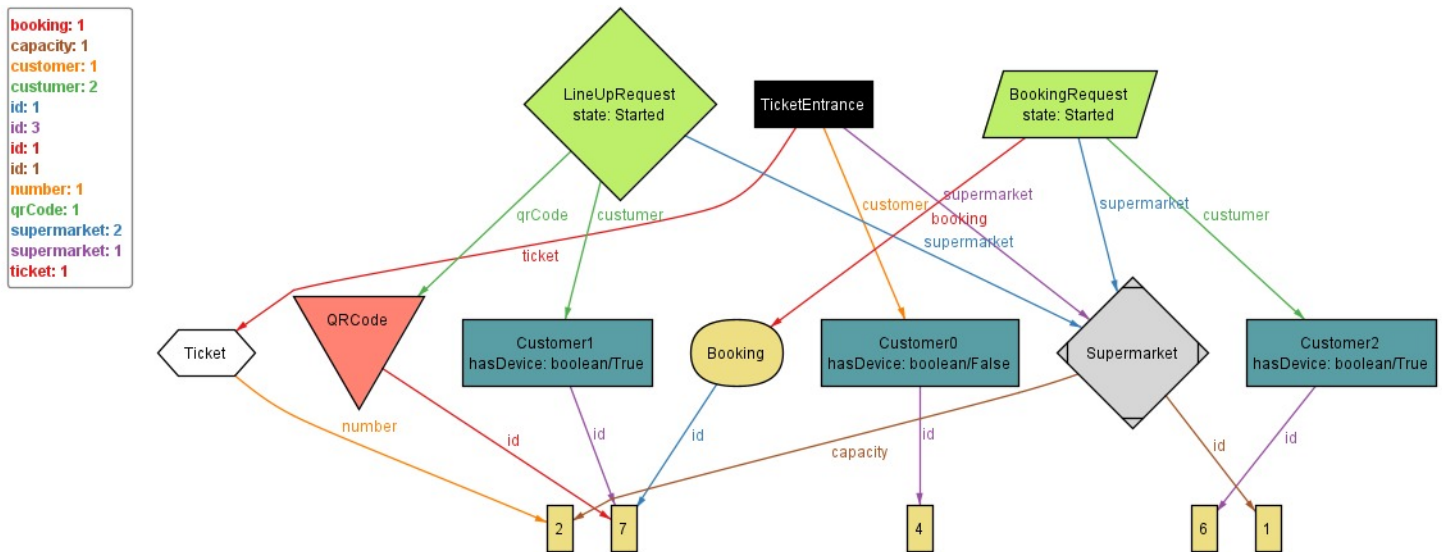 booking: 1
capacity: 1
customer: 1
custumer: 2
id: 1
id: 3
id: 1
id: 1
number: 1
qrCode: 1
supermarket: 2
supermarket: 1
ticket: 1
LineUpRequest
state: Started
TicketEntrance
BookingRequest
state: Started
qrCode
custumer
customer
supermarket
booking
supermarket
custumer
supermarket
ticket
QRCode
Ticket
Customer1
hasDevice: boolean/True
Booking
Customer0
hasDevice: boolean/False
Supermarket
Customer2
hasDevice: boolean/True
number
id
id
id
capacity
id
id
id
2
7
4
6
1